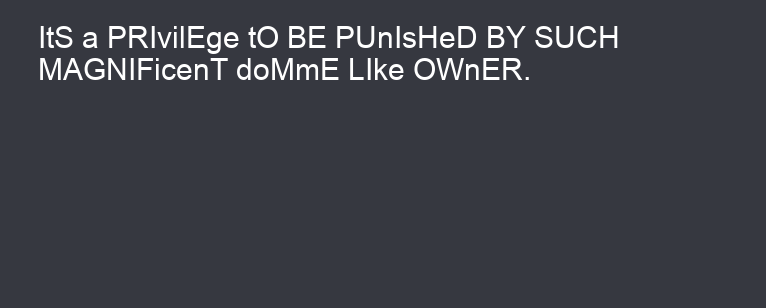 ItS a PRIvilEge tO BE PUnIsHeD BY SUCH
MAGNIFicenT doMmE LIke OWnER.